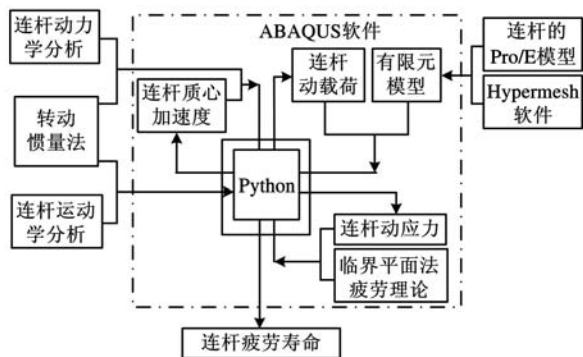 连杆动力
学分析
转动
惯量法
连杆运动
学分析
ABAQUS软件
连杆质心
加速度
连杆
动载荷
有限元
模型
Python
连杆动应力
临界平面法
疲劳理论
连杆的
Pro/E模型
Hypermesh
软件
连杆疲劳寿命